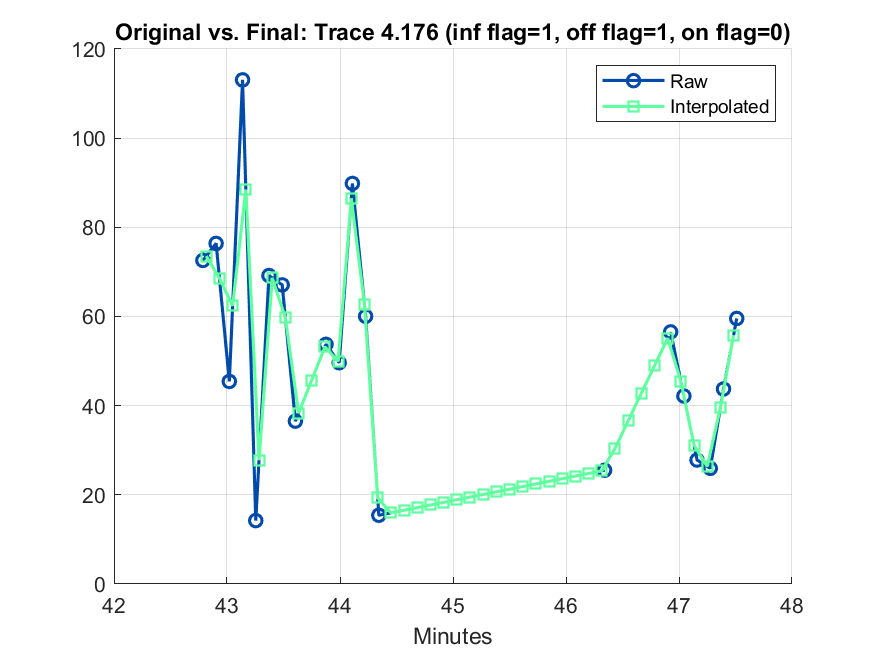 Original vs. Final: Trace 4.176 (inf flag=1, off flag=1, on flag=0)
120
100
80
60
40
20
0
Raw
Interpolated
42 43 44 45 46 47 48
Minutes